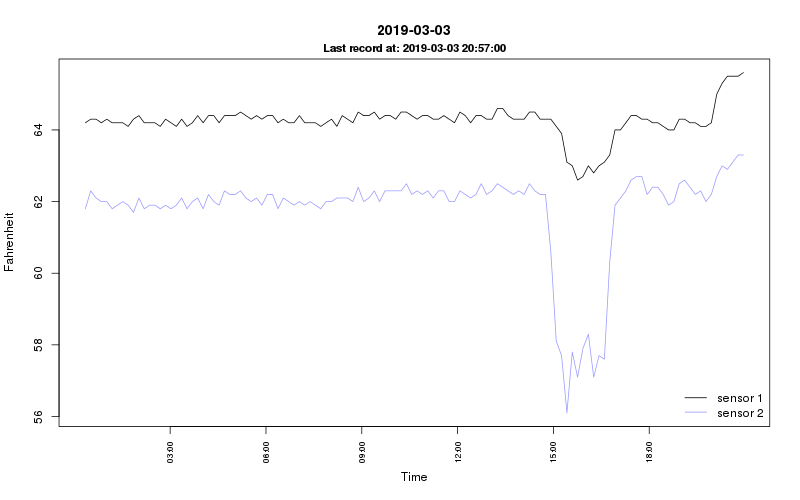 2019-03-03
Last record at: 2019-03-03 20:57:00
Fahrenheit
64
62
60
58
56
sensor 1
sensor 2
03:00 06:00 09:00 12:00 15:00 18:00
Time